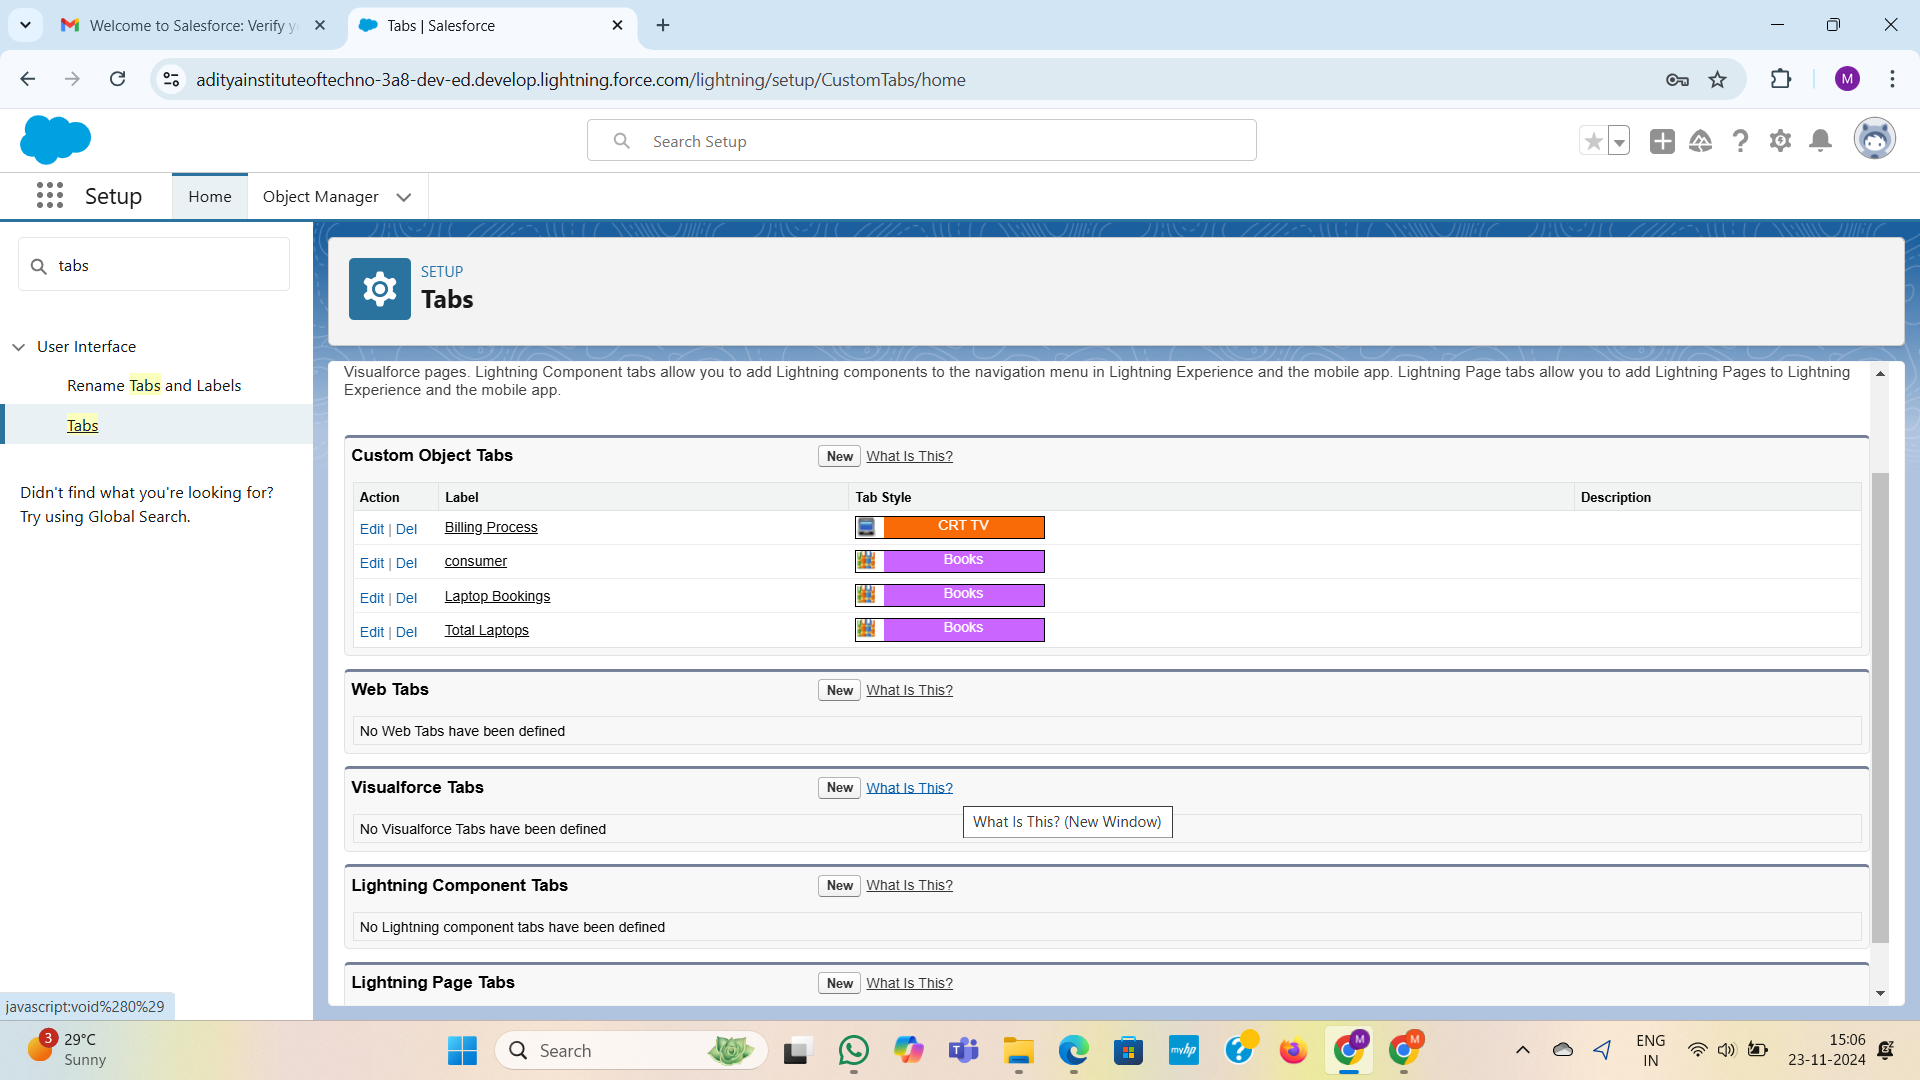 Welcome to Salesforce: Verify y
Tabs | Salesforce
adityainstituteoftechno-3a8-dev-ed.develop.lightning.force.com/lightning/setup/CustomTabs/home
M
Search Setup
Setup
Home
Object Manager
tabs
User Interface
Rename Tabs and Labels
Tabs
Didn't find what you're looking for?
Try using Global Search.
SETUP
Tabs
Visualforce pages. Lightning Component tabs allow you to add Lightning components to the navigation menu in Lightning Experience and the mobile app. Lightning Page tabs allow you to add Lightning Pages to Lightning
Experience and the mobile app.
Custom Object Tabs New What Is This?
Action Label Tab Style Description
Edit | Del Billing Process CRT TV
Edit | Del consumer Books
Edit | Del Laptop Bookings Books
Edit | Del Total Laptops Books
Web Tabs New What Is This?
No Web Tabs have been defined
Visualforce Tabs New What Is This?
What Is This? (New Window)
No Visualforce Tabs have been defined
Lightning Component Tabs New What Is This?
No Lightning component tabs have been defined
Lightning Page Tabs New What Is This?
javascript:void%280%29
3
29°C
Sunny
Search
myhp
M
M
ENG
IN
15:06
23-11-2024